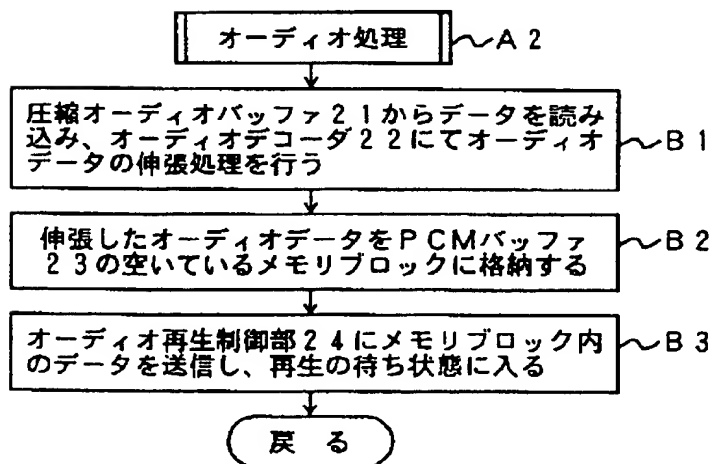 オーディオ処理 A2
圧縮オーディオバッファ21からデータを読み
込み、オーディオデコーダ22にてオーディオ
データの伸張処理を行う
B1
伸張したオーディオデータをPCMバッファ
23の空いているメモリブロックに格納する
B2
オーディオ再生制御部24にメモリブロック内
のデータを送信し、再生の待ち状態に入る
B3
戻る